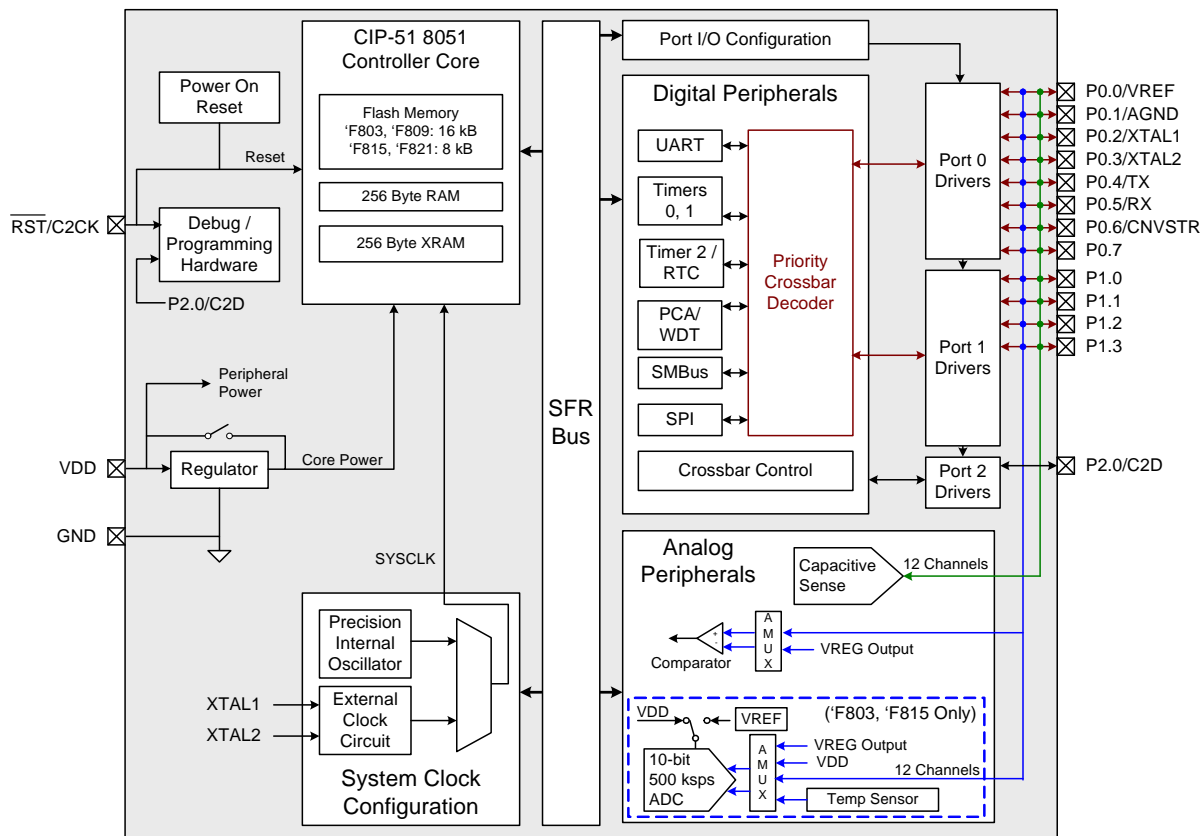 CIP-51 8051
Controller Core
Flash Memory
‘F803, ‘F809: 16 kB
‘F815, ‘F821: 8 kB
256 Byte RAM
256 Byte XRAM
Power On
Reset
Reset
RST/C2CK
Debug /
Programming
Hardware
P2.0/C2D
Peripheral
Power
VDD
Regulator
Core Power
GND
SYSCLK
Precision
Internal
Oscillator
XTAL1
XTAL2
External
Clock
Circuit
System Clock
Configuration
SFR
Bus
Port I/O Configuration
Digital Peripherals
UART
Timers
0, 1
Timer 2 /
RTC
PCA/
WDT
SMBus
SPI
Priority
Crossbar
Decoder
Crossbar Control
Port 0
Drivers
Port 1
Drivers
Port 2
Drivers
P0.0/VREF
P0.1/AGND
P0.2/XTAL1
P0.3/XTAL2
P0.4/TX
P0.5/RX
P0.6/CNVSTR
P0.7
P1.0
P1.1
P1.2
P1.3
P2.0/C2D
Analog
Peripherals
Capacitive
Sense
12 Channels
AMUX
+
-
Comparator
VREG Output
(‘F803, ‘F815 Only)
VDD
VREF
10-bit
500 ksps
ADC
AMUX
VREG Output
VDD
12 Channels
Temp Sensor